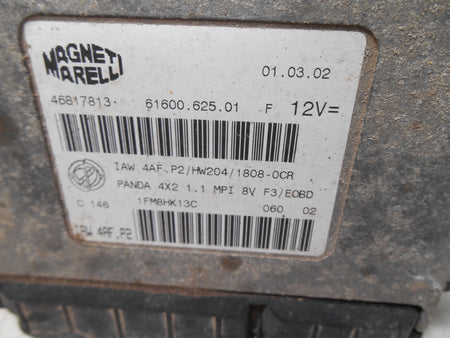 MAGNETI MARELLI
01.03.02
46817813 61600.625.01 F 12V=
IAW 4AF.P2/HW204/1808-0CR
PANDA 4X2 1.1 MPI 8V F3/EOBD
C 146 1FM8HK13C 060 02
IAW 4AF.P2